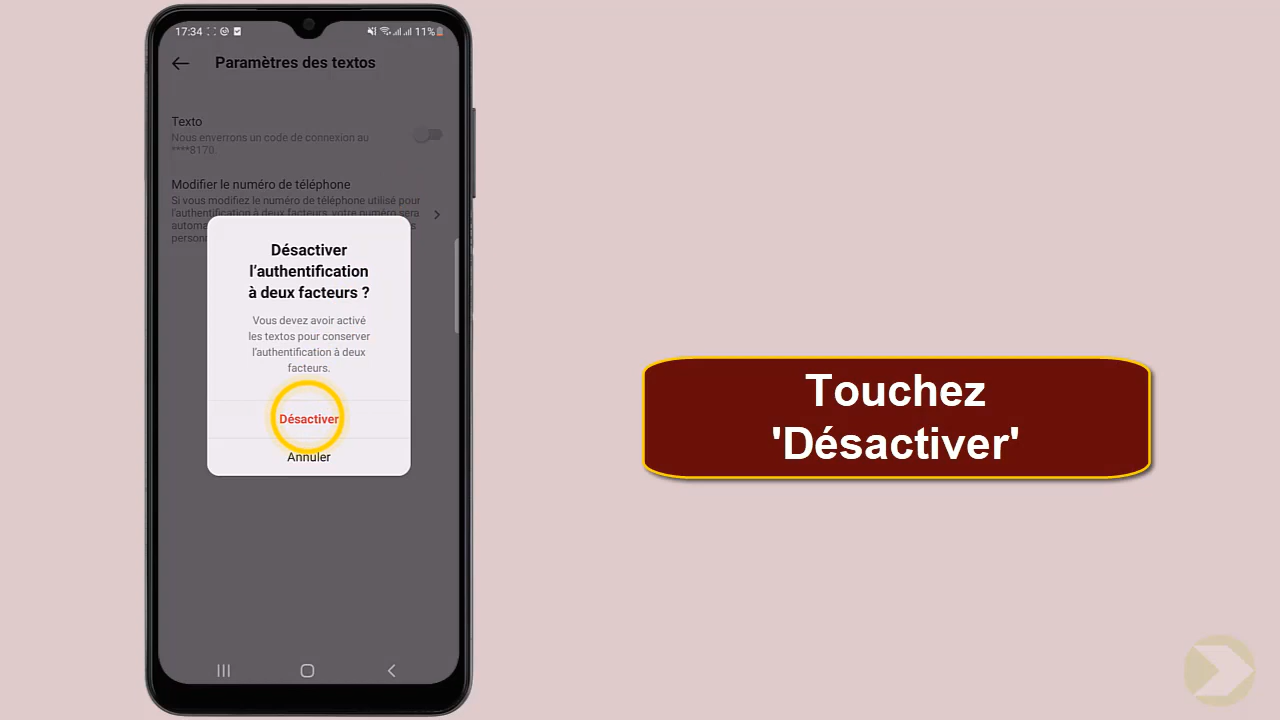 17:34
11%
Paramètres des textos
Texto
Nous enverrons un code de connexion au
****8170.
Modifier le numéro de téléphone
Si vous modifiez le numéro de téléphone utilisé pour
l'authentification à deux facteurs, votre numéro sera
Désactiver
l'authentification
à deux facteurs ?
Vous devez avoir activé
les textos pour conserver
l'authentification à deux
facteurs.
Désactiver
Annuler
Touchez
'Désactiver'